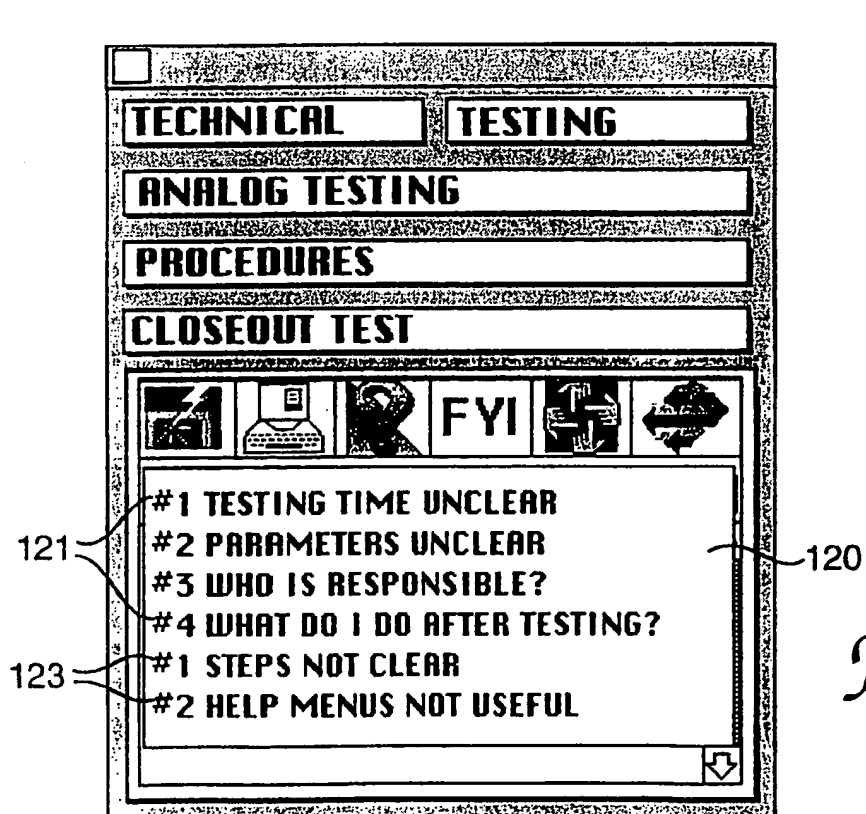 TECHNICAL TESTING
ANALOG TESTING
PROCEDURES
CLOSEOUT TEST
FYI
#1 TESTING TIME UNCLEAR
#2 PARAMETERS UNCLEAR
121 120
#3 WHO IS RESPONSIBLE?
#4 WHAT DO I DO AFTER TESTING?
#1 STEPS NOT CLEAR
123
#2 HELP MENUS NOT USEFUL